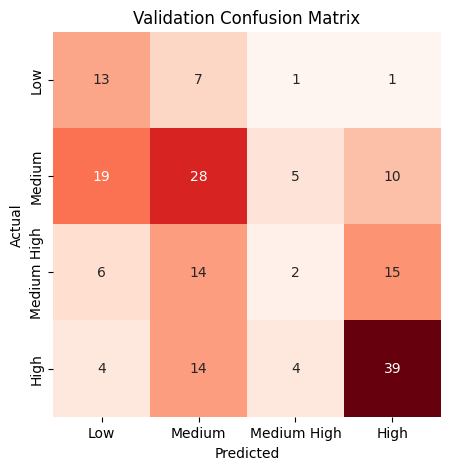 Validation Confusion Matrix
Actual
Low 13 7 1 1
Medium 19 28 5 10
Medium High 6 14 2 15
High 4 14 4 39
Low Medium Medium High High
Predicted